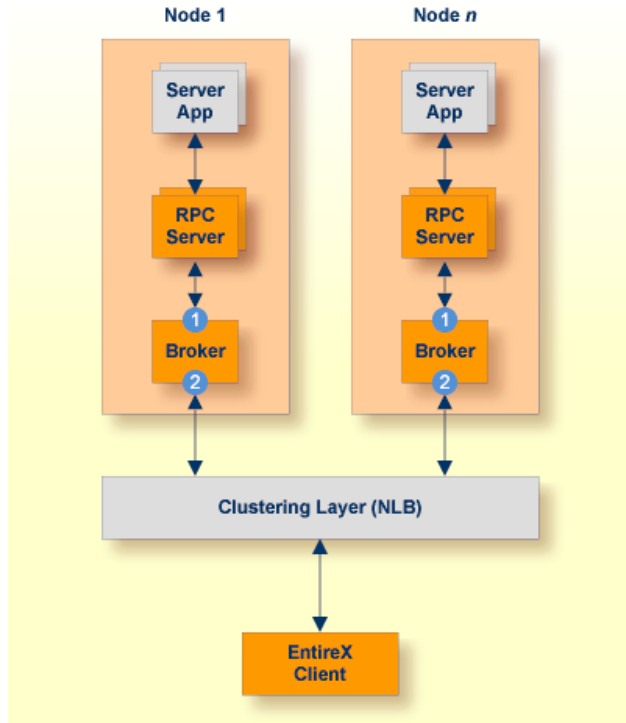 Node 1
Node n
Server
App
Server
App
RPC
Server
RPC
Server
1
1
Broker
Broker
2
2
Clustering Layer (NLB)
EntireX
Client